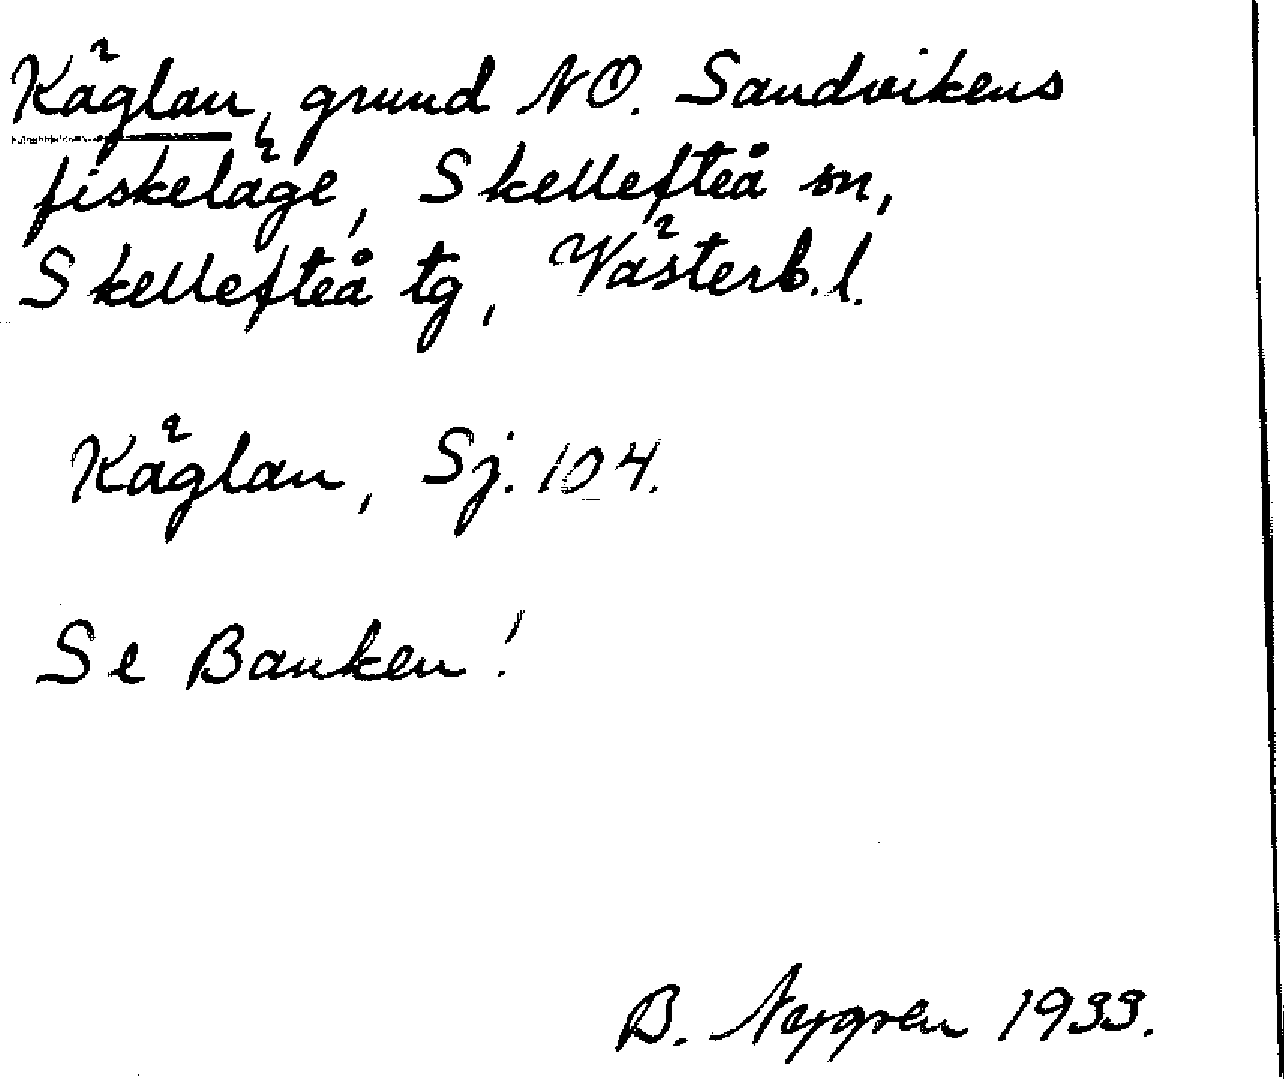 Käglan, grund NO. Sandvikens
fiskeläge, Skellefteå sn,
Skellefteå tg, Västerb.l.
Käglan, Sj. 104.
Se Banken!
B. Nygren 1933.